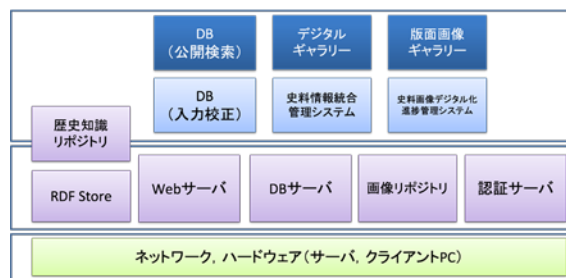 DB
（公開検索）
デジタル
ギャラリー
版面画像
ギャラリー
DB
（入力校正）
史料情報統合
管理システム
史料画像デジタル化
進捗管理システム
歴史知識
リポジトリ
RDF Store
Webサーバ
DBサーバ
画像リポジトリ
認証サーバ
ネットワーク，ハードウェア（サーバ，クライアントPC）